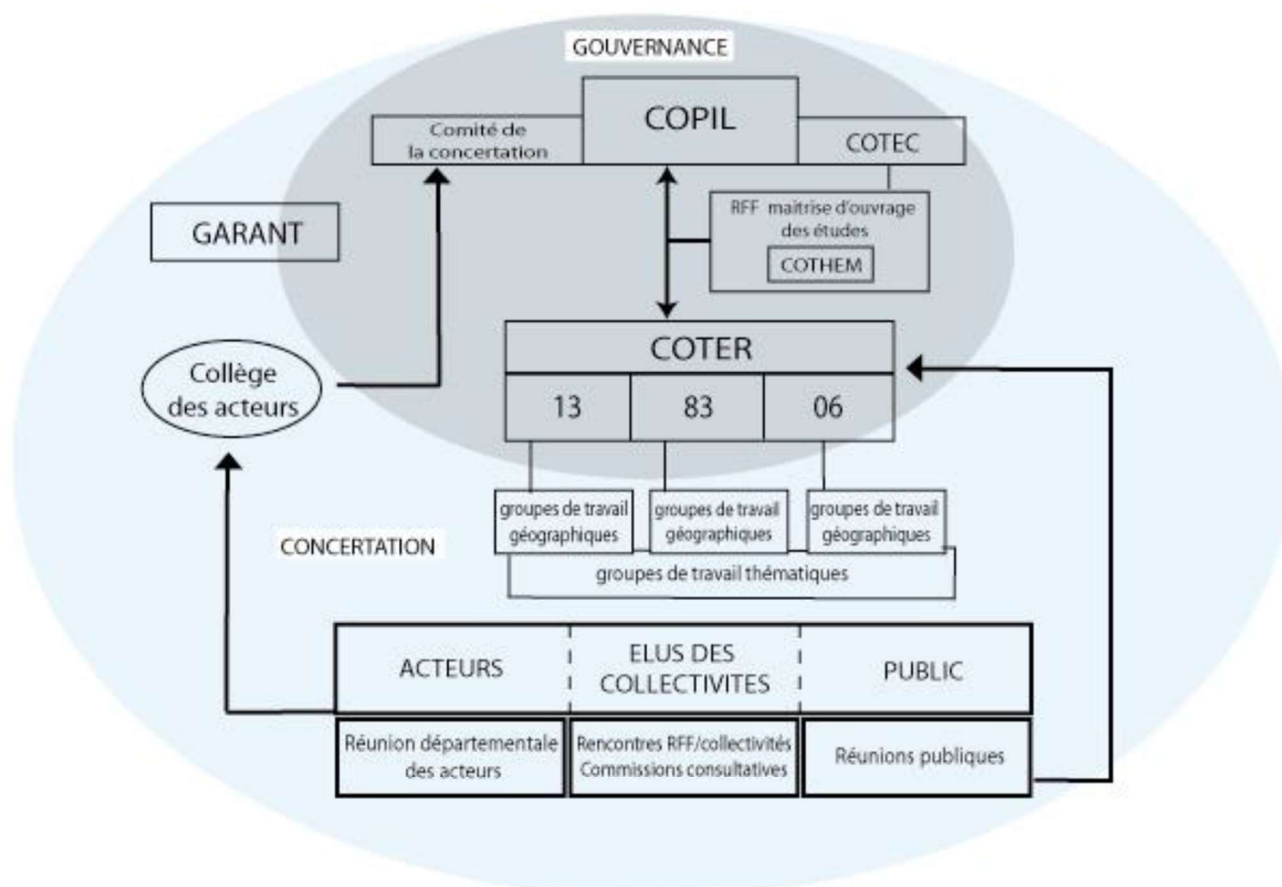 GOUVERNANCE
COPIL
Comité de
la concertation
COTEC
RFF maitrise d'ouvrage
des études
COTHEM
GARANT
COTER
13 83 06
Collège
des acteurs
groupes de travail
géographiques
groupes de travail
géographiques
groupes de travail
géographiques
groupes de travail thématiques
CONCERTATION
ACTEURS
ELUS DES
COLLECTIVITES
PUBLIC
Réunion départementale
des acteurs
Rencontres RFF/collectivités
Commissions consultatives
Réunions publiques